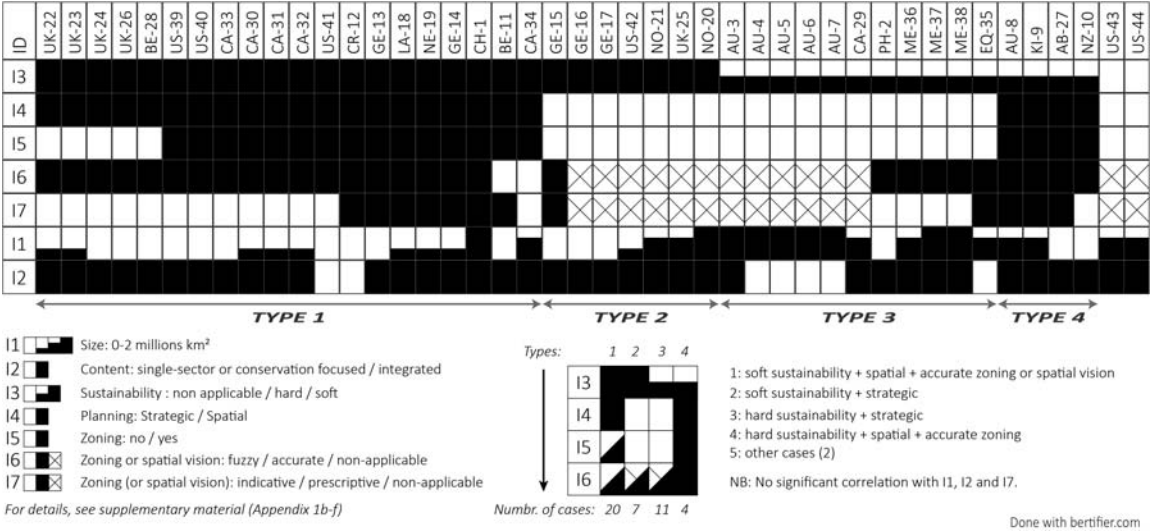 ID UK-22 UK-23 UK-24 UK-26 BE-28 US-39 US-40 CA-33 CA-30 CA-31 CA-32 US-41 CR-12 GE-13 LA-18 NE-19 GE-14 CH-1 BE-11 CA-34 GE-15 GE-16 GE-17 US-42 NO-21 UK-25 NO-20 AU-3 AU-4 AU-5 AU-6 AU-7 CA-29 PH-2 ME-36 ME-37 ME-38 EQ-35 AU-8 KI-9 AB-27 NZ-10 US-43 US-44
I3
I4
I5
I6
I7
I1
I2
TYPE 1 TYPE 2 TYPE 3 TYPE 4
I1 Size: 0-2 millions km²
I2 Content: single-sector or conservation focused / integrated
I3 Sustainability : non applicable / hard / soft
I4 Planning: Strategic / Spatial
I5 Zoning: no / yes
I6 Zoning or spatial vision: fuzzy / accurate / non-applicable
I7 Zoning (or spatial vision): indicative / prescriptive / non-applicable
For details, see supplementary material (Appendix 1b-f)
Types: 1 2 3 4
I3
I4
I5
I6
Numbr. of cases: 20 7 11 4
1: soft sustainability + spatial + accurate zoning or spatial vision
2: soft sustainability + strategic
3: hard sustainability + strategic
4: hard sustainability + spatial + accurate zoning
5: other cases (2)
NB: No significant correlation with I1, I2 and I7.
Done with bertifier.com